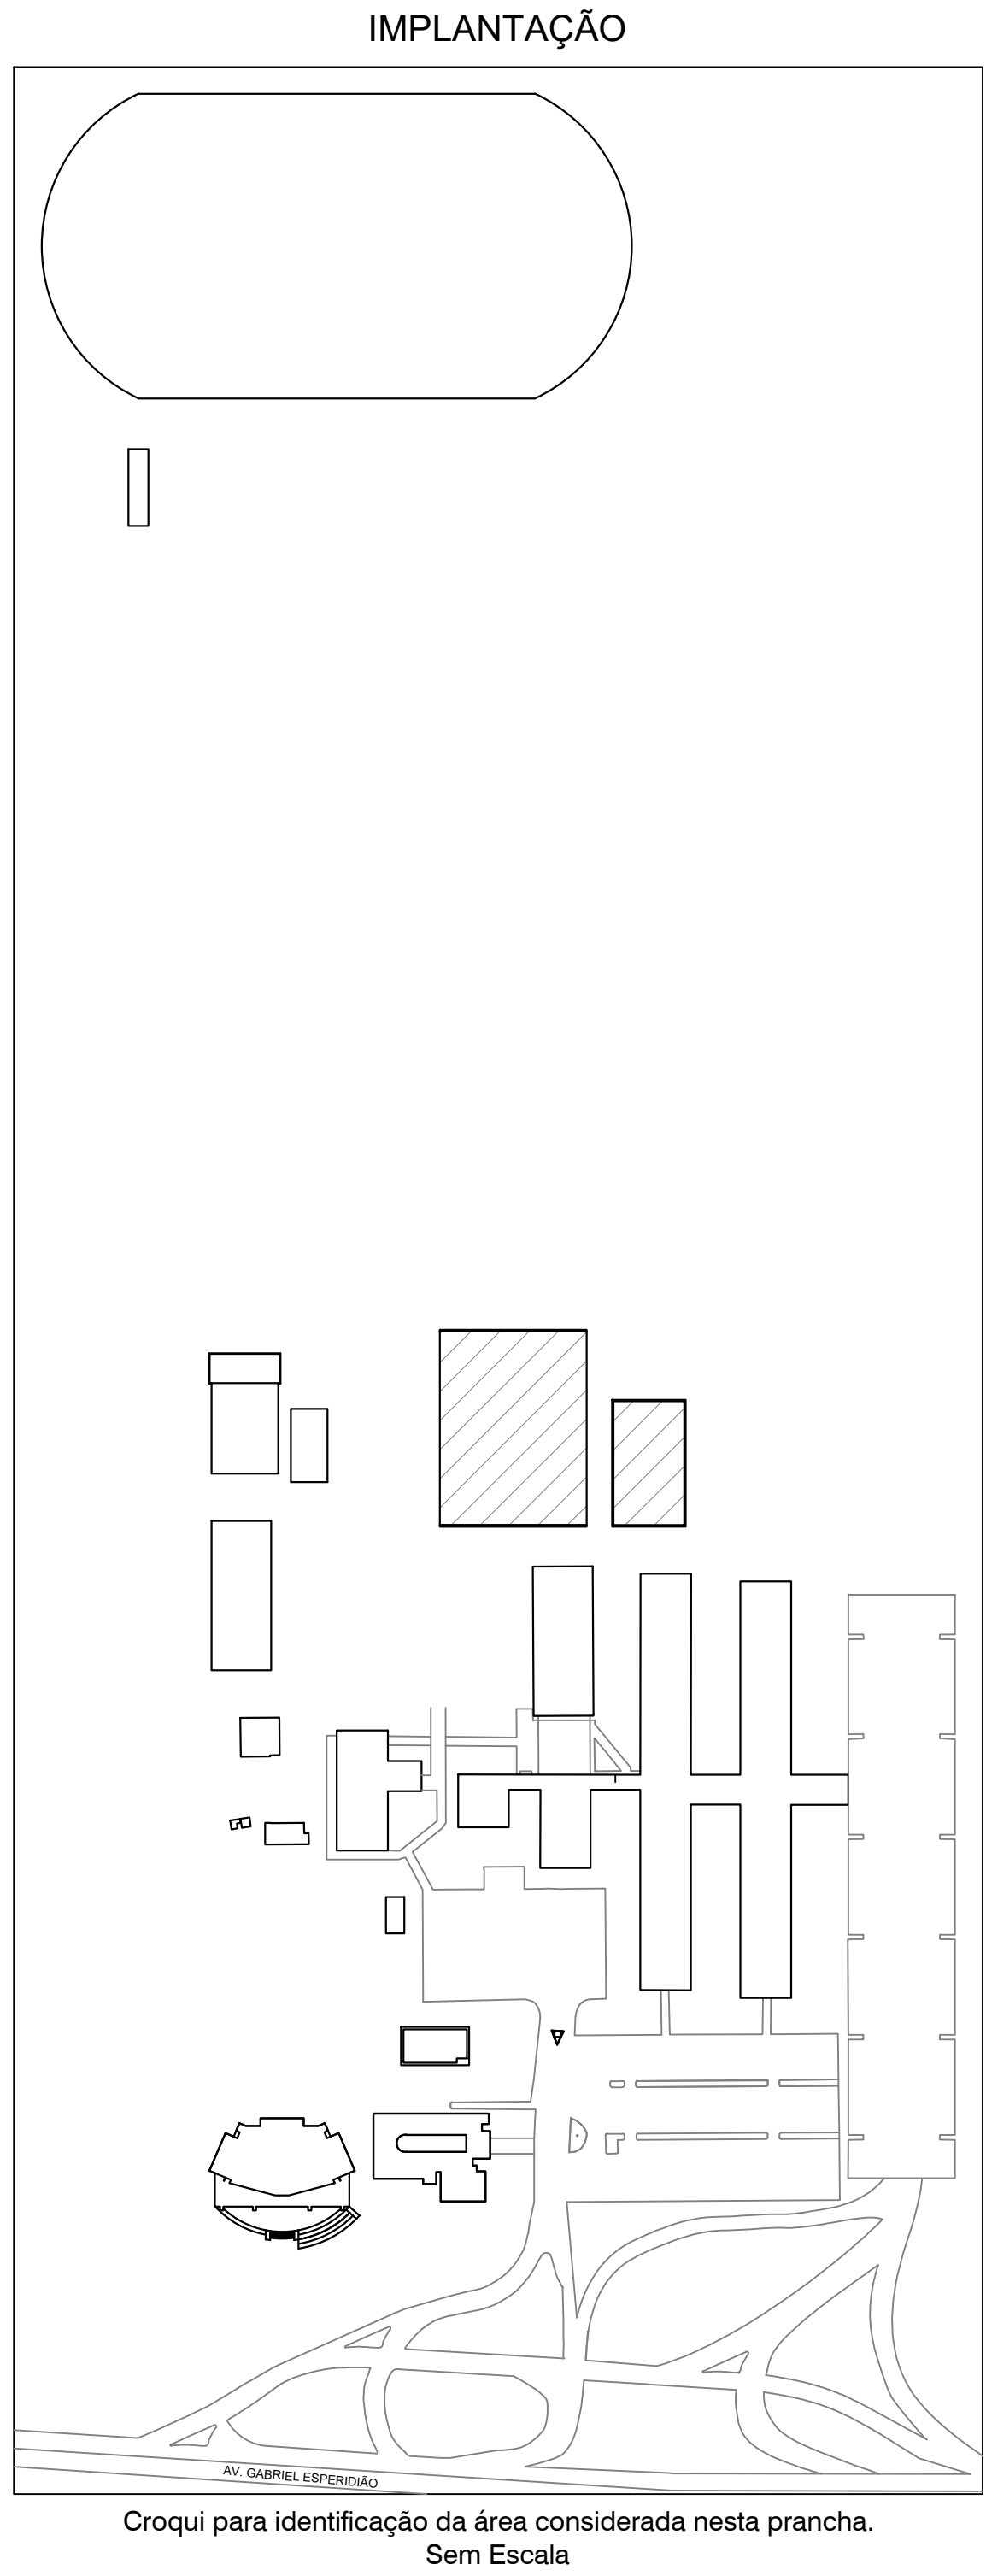 IMPLANTAÇÃO
AV. GABRIEL ESPERIDIÃO
Croqui para identificação da área considerada nesta prancha.
Sem Escala